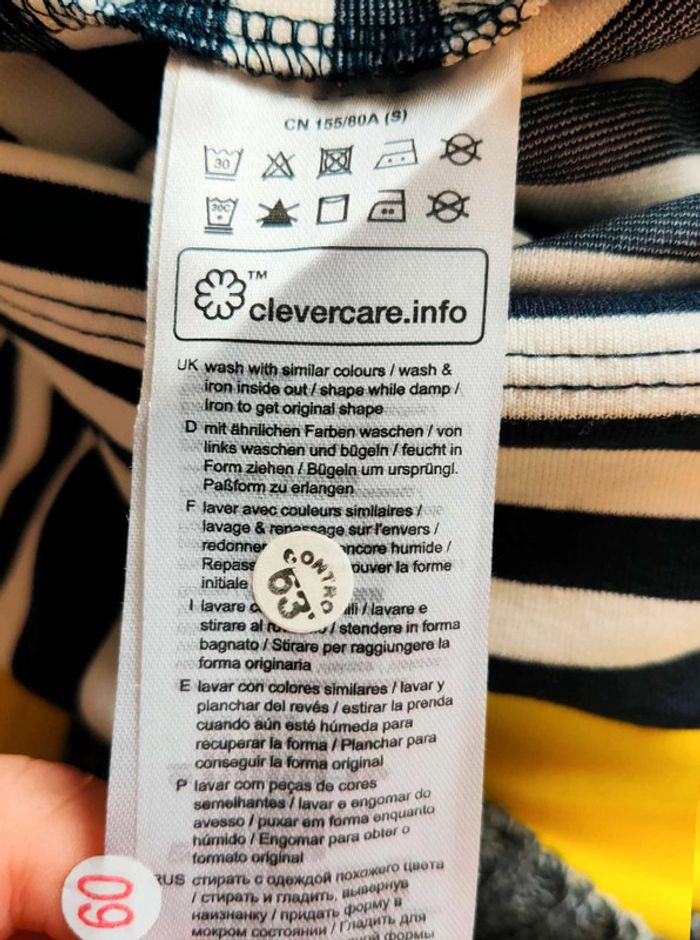 CN 155/80A (S)
30
30C
™
clevercare.info
UK wash with similar colours / wash &
iron inside out / shape while damp /
Iron to get original shape
D mit ähnlichen Farben waschen / von
links waschen und bügeln / feucht in
Form ziehen / Bügeln um ursprüngl.
Paßform zu erlangen
F laver avec couleurs similaires /
lavage & repassage sur l'envers /
redonner encore humide /
Repass ouver la forme
initiale
CONTRO
63
I lavare c ili / lavare e
stirare al ro / stendere in forma
bagnato / Stirare per raggiungere la
forma originaria
E lavar con colores similares / lavar y
planchar del revés / estirar la prenda
cuando aún esté húmeda para
recuperar la forma / Planchar para
conseguir la forma original
P lavar com peças de cores
semelhantes / lavar e engomar do
avesso / puxar em forma enquanto
húmido / Engomar para obter o
formato original
RUS стирать с одеждой похожего цвета
/ стирать и гладить, вывернув
наизнанку / придать форму в
мокром состоянии / Гладить для
ной формы
60